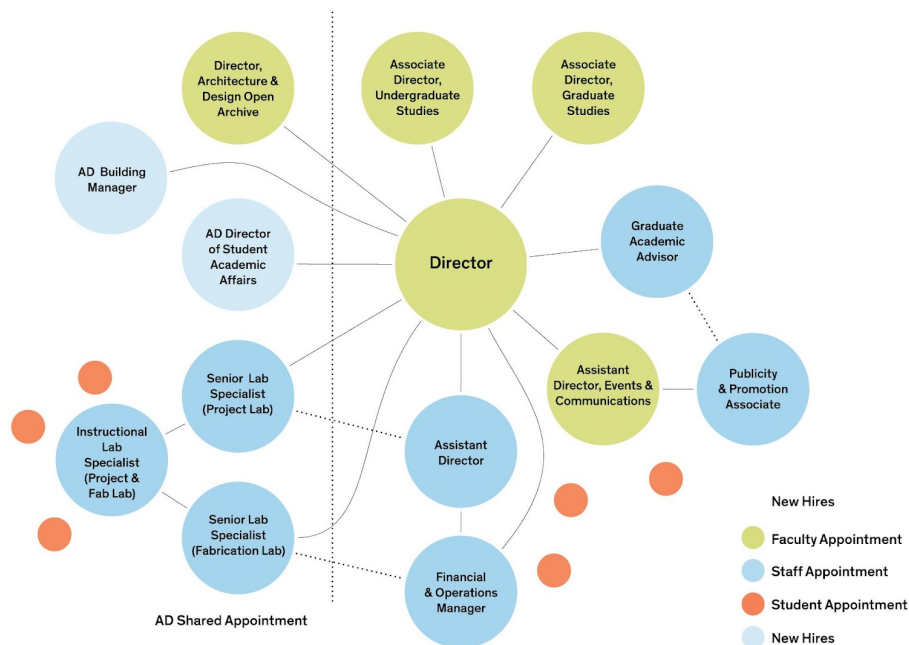 Director,
Architecture &
Design Open
Archive
Associate
Director,
Undergraduate
Studies
Associate
Director,
Graduate
Studies
AD Building
Manager
AD Director
of Student
Academic
Affairs
Director
Graduate
Academic
Advisor
Senior Lab
Specialist
(Project Lab)
Assistant
Director, Events &
Communications
Publicity
& Promotion
Associate
Instructional
Lab
Specialist
(Project &
Fab Lab)
Assistant
Director
Senior Lab
Specialist
(Fabrication Lab)
Financial
& Operations
Manager
AD Shared Appointment
New Hires
Faculty Appointment
Staff Appointment
Student Appointment
New Hires